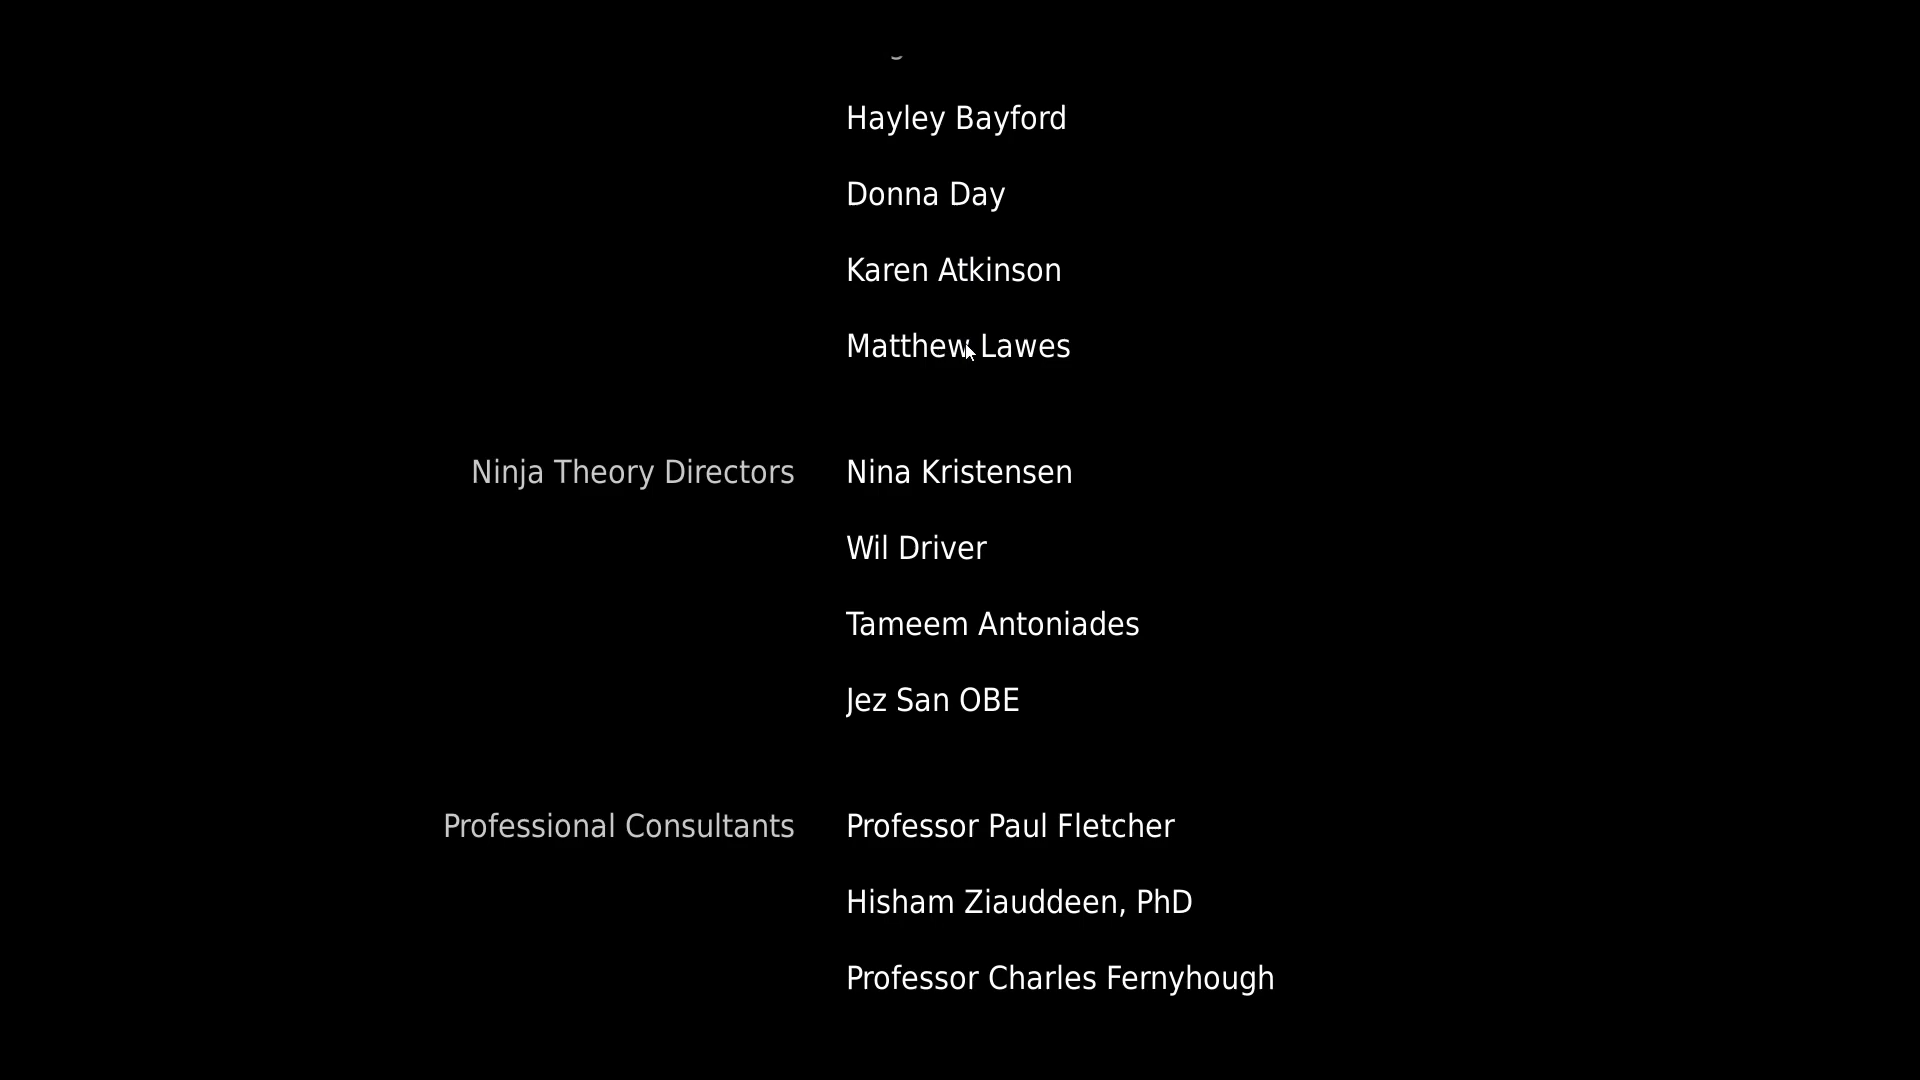 Hayley Bayford
Donna Day
Karen Atkinson
Matthew Lawes
Ninja Theory Directors Nina Kristensen
Wil Driver
Tameem Antoniades
Jez San OBE
Professional Consultants Professor Paul Fletcher
Hisham Ziauddeen, PhD
Professor Charles Fernyhough